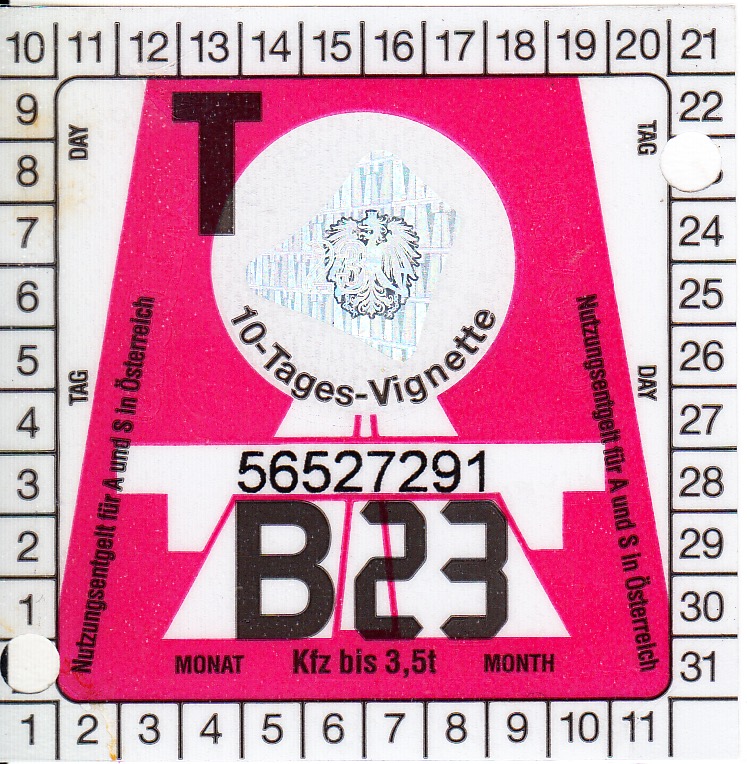 10 11 12 13 14 15 16 17 18 19 20 21
9
8
7
6
5
4
3
2
1
22
24
25
26
27
28
29
30
31
DAY
TAG
TAG
DAY
T
10-Tages-Vignette
Nutzungsentgelt für A und S in Österreich
Nutzungsentgelt für A und S in Österreich
56527291
B23
MONAT Kfz bis 3,5t MONTH
1 2 3 4 5 6 7 8 9 10 11